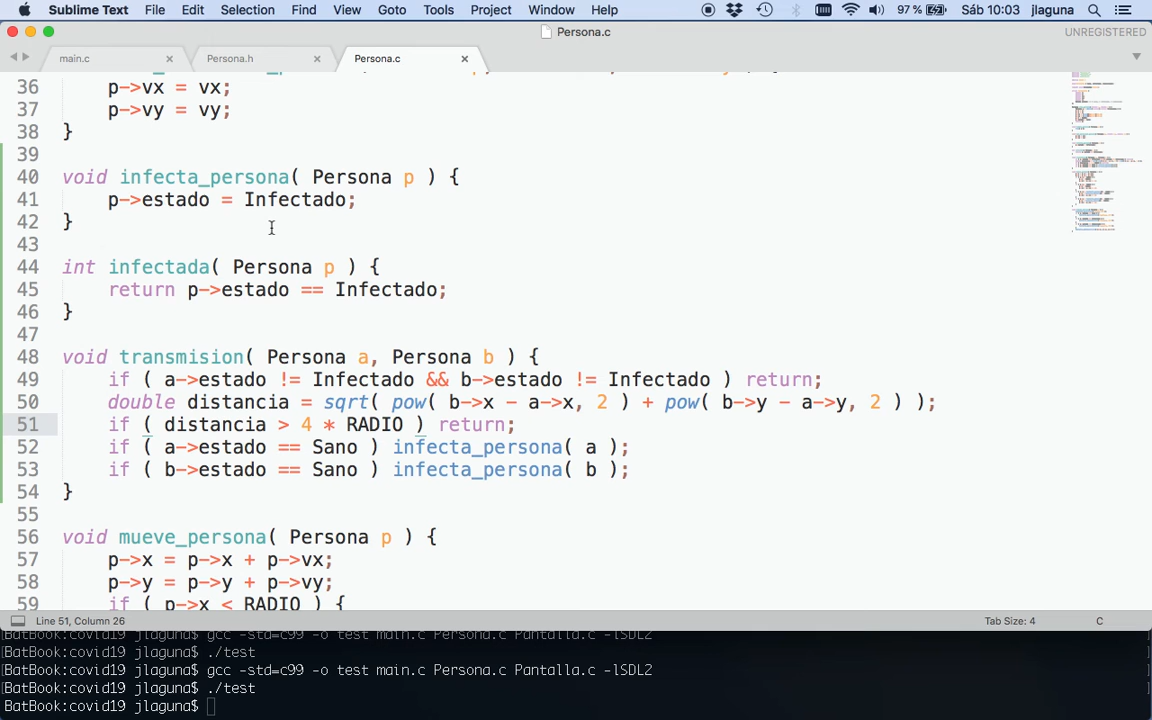 Sublime Text File Edit Selection Find View Goto Tools Project Window Help 97 % Sáb 10:03 jlaguna
Persona.c UNREGISTERED
main.c Persona.h Persona.c
36 p->vx = vx;
37 p->vy = vy;
38 }
39
40 void infecta_persona( Persona p ) {
41 p->estado = Infectado;
42 }
43
44 int infectada( Persona p ) {
45 return p->estado == Infectado;
46 }
47
48 void transmision( Persona a, Persona b ) {
49 if ( a->estado != Infectado && b->estado != Infectado ) return;
50 double distancia = sqrt( pow( b->x - a->x, 2 ) + pow( b->y - a->y, 2 ) );
51 if ( distancia > 4 * RADIO ) return;
52 if ( a->estado == Sano ) infecta_persona( a );
53 if ( b->estado == Sano ) infecta_persona( b );
54 }
55
56 void mueve_persona( Persona p ) {
57 p->x = p->x + p->vx;
58 p->y = p->y + p->vy;
59 if ( p->x < RADIO ) {
Line 51, Column 26 Tab Size: 4 C
[BatBook:covid19 jlaguna$ gcc -std=c99 -o test main.c Persona.c Pantalla.c -lSDL2 ]
[BatBook:covid19 jlaguna$ ./test ]
[BatBook:covid19 jlaguna$ gcc -std=c99 -o test main.c Persona.c Pantalla.c -lSDL2 ]
[BatBook:covid19 jlaguna$ ./test ]
BatBook:covid19 jlaguna$